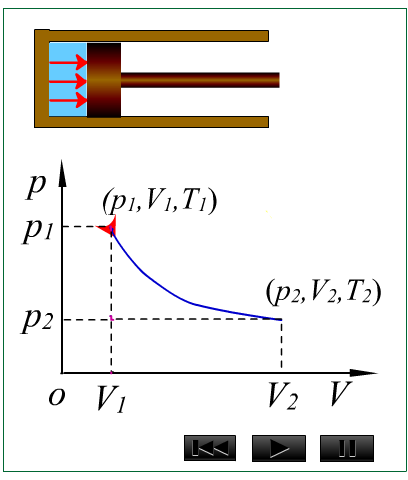 p
(p1,V1,T1)
p1
(p2,V2,T2)
p2
o
V1
V2
V